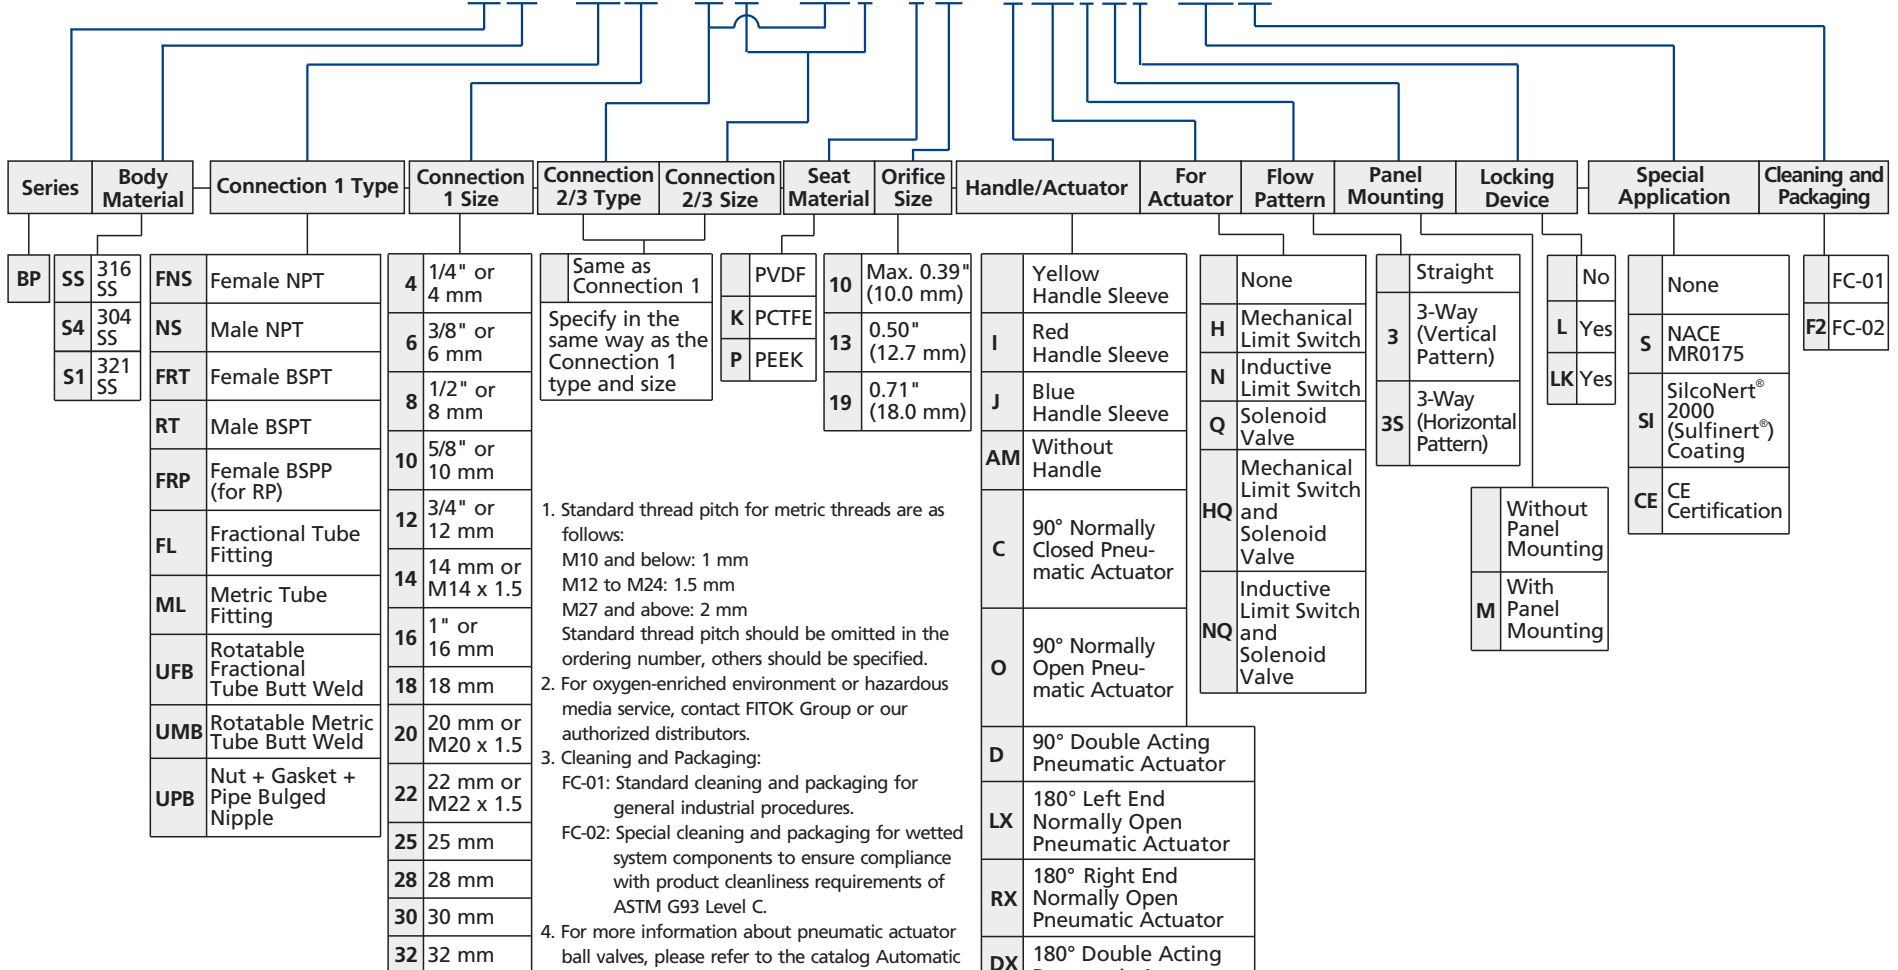 Series
Body
Material
Connection 1 Type
Connection
1 Size
Connection
2/3 Type
Connection
2/3 Size
Seat
Material
Orifice
Size
Handle/Actuator
For
Actuator
Flow
Pattern
Panel
Mounting
Locking
Device
Special
Application
Cleaning and
Packaging
BP
SS 316
SS
S4 304
SS
S1 321
SS
FNS Female NPT
NS Male NPT
FRT Female BSPT
RT Male BSPT
FRP Female BSPP
(for RP)
FL Fractional Tube
Fitting
ML Metric Tube
Fitting
UFB Rotatable
Fractional
Tube Butt Weld
UMB Rotatable Metric
Tube Butt Weld
UPB Nut + Gasket +
Pipe Bulged
Nipple
4 1/4" or
4 mm
6 3/8" or
6 mm
8 1/2" or
8 mm
10 5/8" or
10 mm
12 3/4" or
12 mm
14 14 mm or
M14 x 1.5
16 1" or
16 mm
18 18 mm
20 20 mm or
M20 x 1.5
22 22 mm or
M22 x 1.5
25 25 mm
28 28 mm
30 30 mm
32 32 mm
Same as
Connection 1
Specify in the
same way as the
Connection 1
type and size
PVDF
K PCTFE
P PEEK
10 Max. 0.39"
(10.0 mm)
13 0.50"
(12.7 mm)
19 0.71"
(18.0 mm)
Yellow
Handle Sleeve
I Red
Handle Sleeve
J Blue
Handle Sleeve
AM Without
Handle
C 90° Normally
Closed Pneu-
matic Actuator
O 90° Normally
Open Pneu-
matic Actuator
D 90° Double Acting
Pneumatic Actuator
LX 180° Left End
Normally Open
Pneumatic Actuator
RX 180° Right End
Normally Open
Pneumatic Actuator
DX 180° Double Acting
None
H Mechanical
Limit Switch
N Inductive
Limit Switch
Q Solenoid
Valve
HQ Mechanical
Limit Switch
and
Solenoid
Valve
NQ Inductive
Limit Switch
and
Solenoid
Valve
Straight
3 3-Way
(Vertical
Pattern)
3S 3-Way
(Horizontal
Pattern)
Without
Panel
Mounting
M With
Panel
Mounting
No
L Yes
LK Yes
None
S NACE
MR0175
SI SilcoNert®
2000
(Sulfinert®)
Coating
CE CE
Certification
FC-01
F2 FC-02
1. Standard thread pitch for metric threads are as
follows:
M10 and below: 1 mm
M12 to M24: 1.5 mm
M27 and above: 2 mm
Standard thread pitch should be omitted in the
ordering number, others should be specified.
2. For oxygen-enriched environment or hazardous
media service, contact FITOK Group or our
authorized distributors.
3. Cleaning and Packaging:
FC-01: Standard cleaning and packaging for
general industrial procedures.
FC-02: Special cleaning and packaging for wetted
system components to ensure compliance
with product cleanliness requirements of
ASTM G93 Level C.
4. For more information about pneumatic actuator
ball valves, please refer to the catalog Automatic